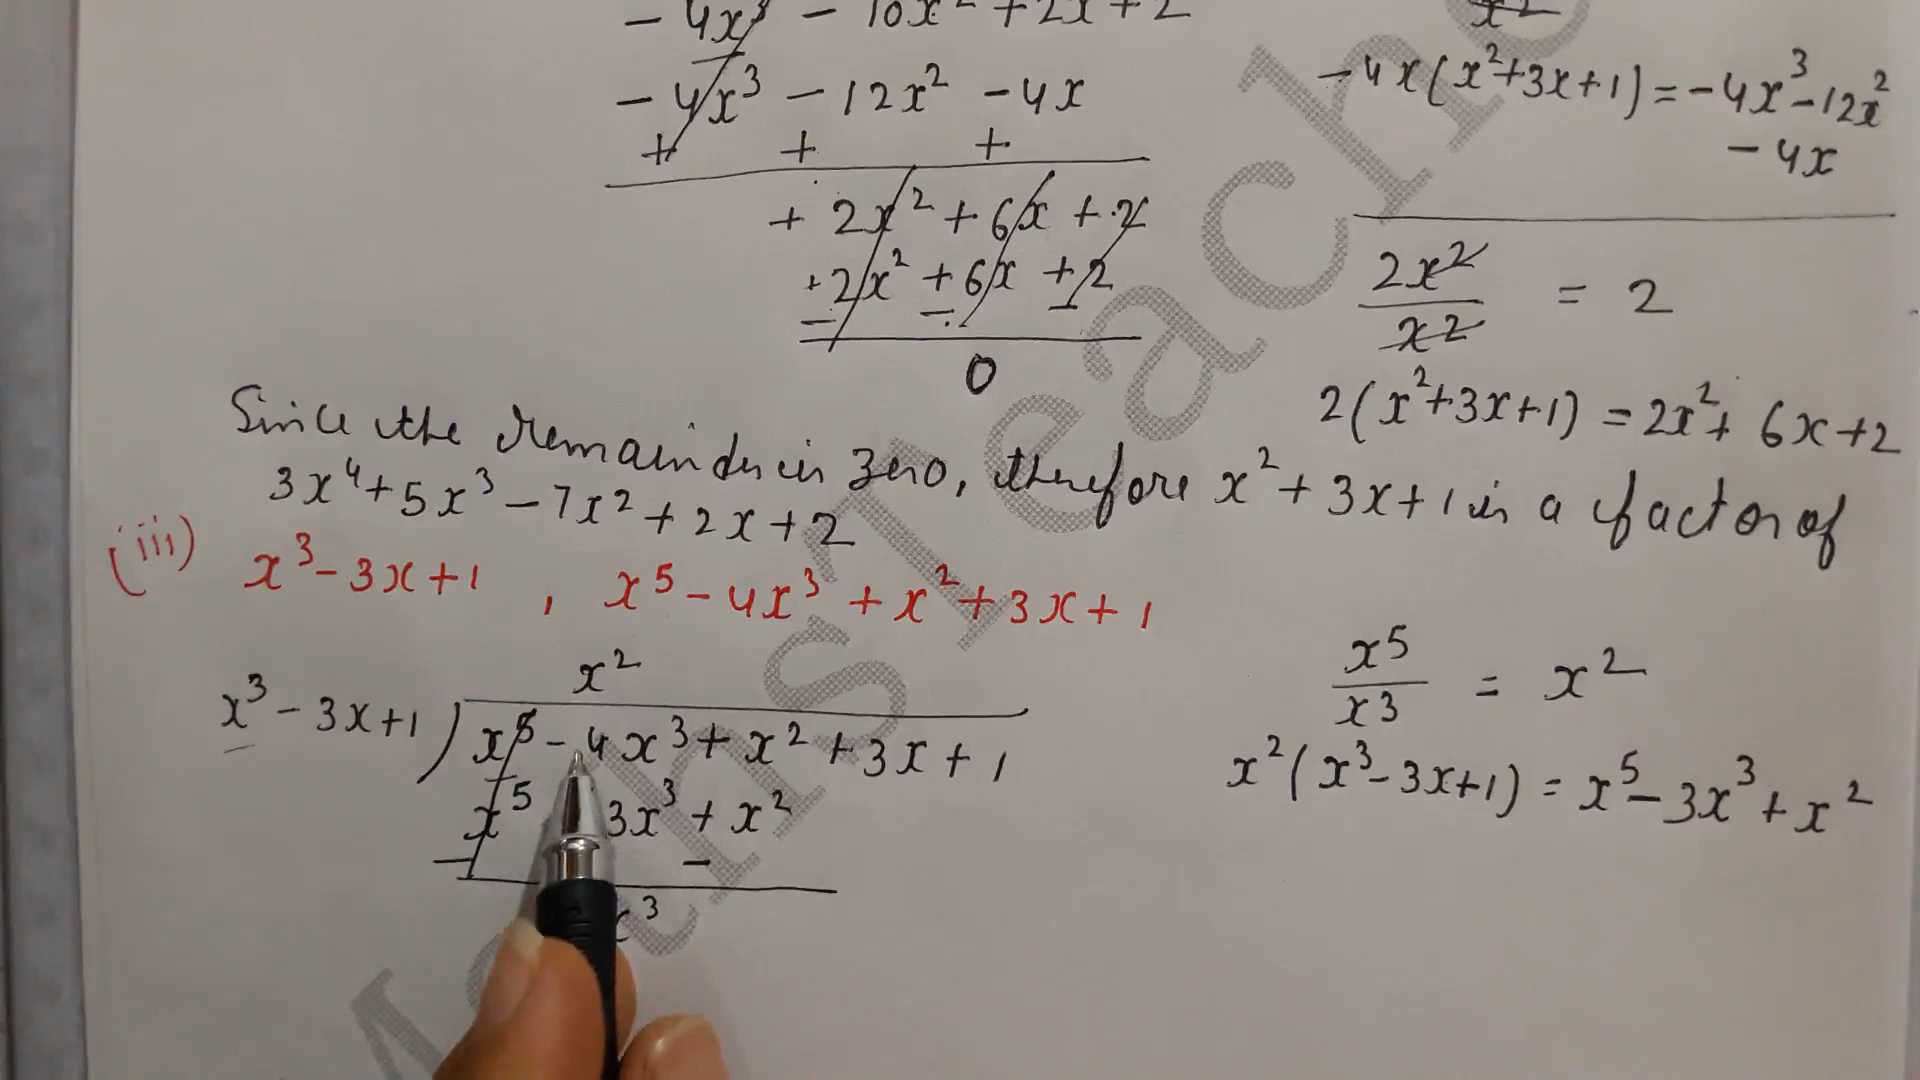 - 4x³ - 10x² + 2x + 2
- 4x³ - 12x² - 4x
+ + +
+ 2x² + 6x + 2
+ 2x² + 6x + 2
- - -
0
x²
- 4x(x²+3x+1) = - 4x³ - 12x²
- 4x
2x²
x²
= 2
2(x²+3x+1) = 2x² + 6x + 2
Since the remainder is zero, therefore x² + 3x + 1 is a factor of
3x⁴ + 5x³ - 7x² + 2x + 2
(iii) x³ - 3x + 1 , x⁵ - 4x³ + x² + 3x + 1
x²
x³ - 3x + 1 ) x⁵ - 4x³ + x² + 3x + 1
x⁵ 3x³ + x²
- -
³
x⁵
x³
= x²
x²(x³ - 3x + 1) = x⁵ - 3x³ + x²